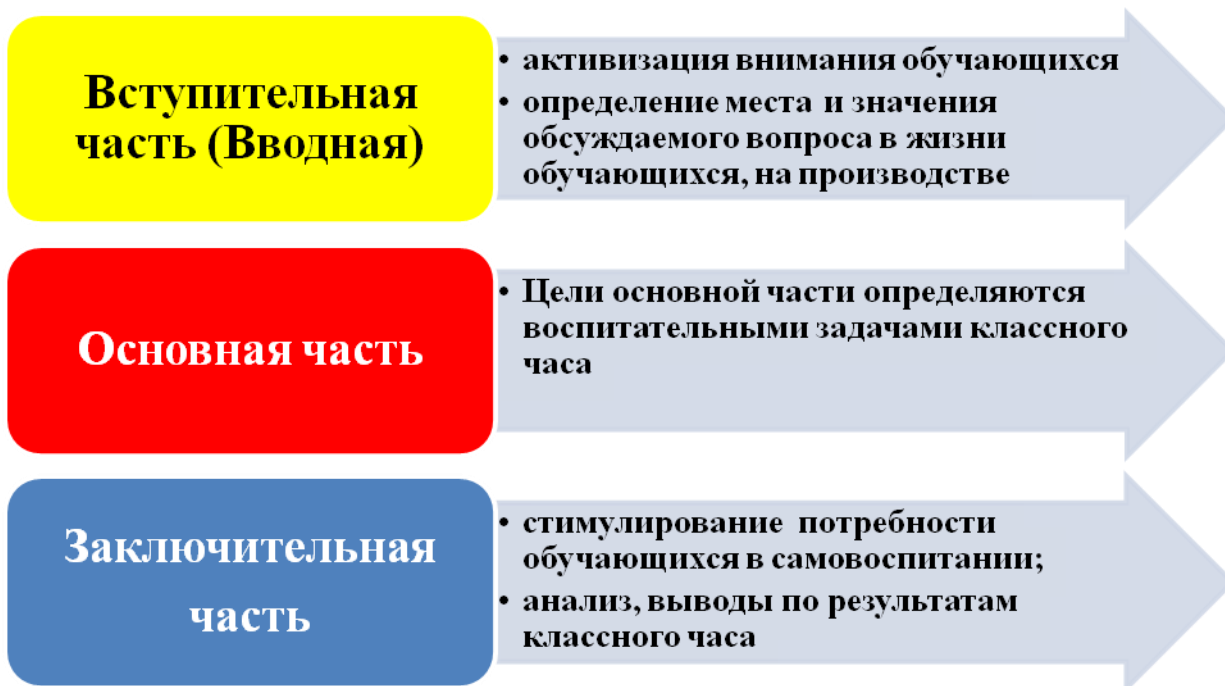 Вступительная
часть (Вводная)
• активизация внимания обучающихся
• определение места и значения
обсуждаемого вопроса в жизни
обучающихся, на производстве
Основная часть
• Цели основной части определяются
воспитательными задачами классного
часа
Заключительная
часть
• стимулирование потребности
обучающихся в самовоспитании;
• анализ, выводы по результатам
классного часа